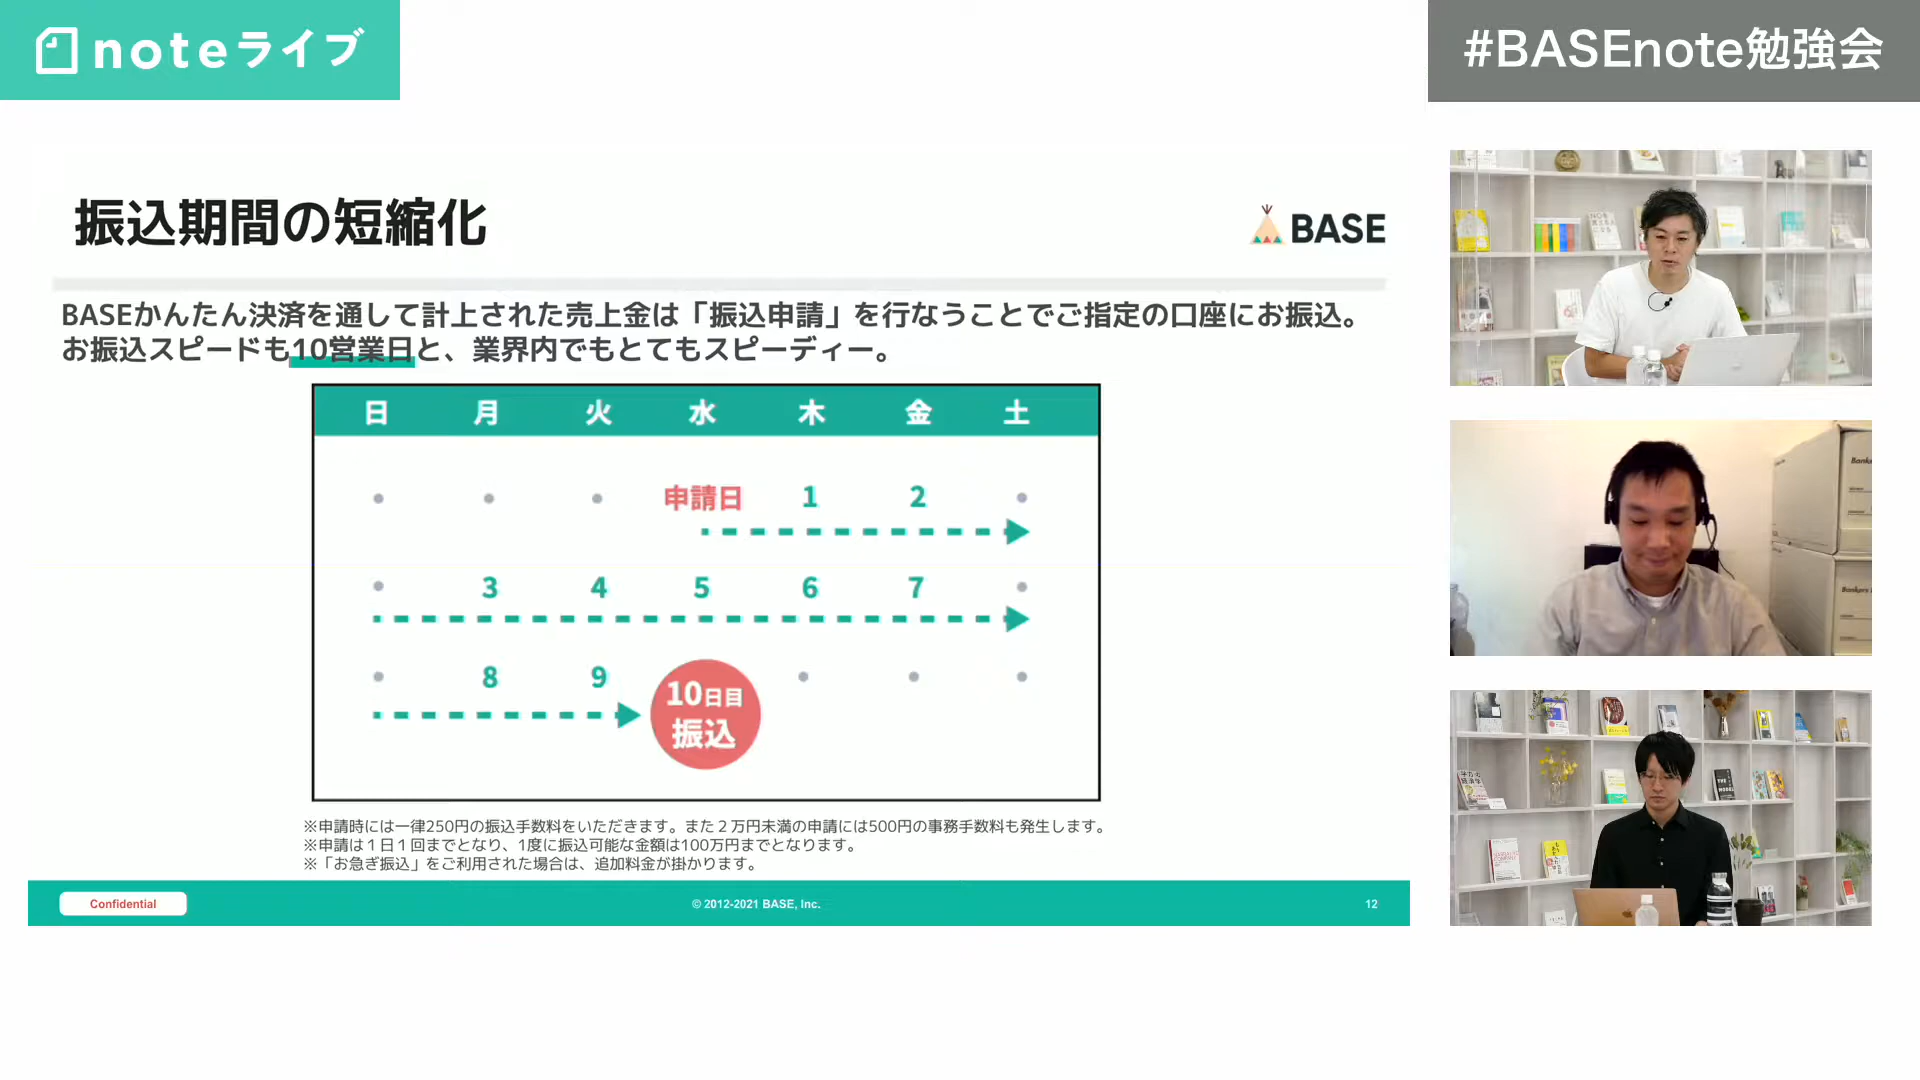 noteライブ
#BASEnote勉強会
振込期間の短縮化
BASE
BASEかんたん決済を通して計上された売上金は「振込申請」を行なうことでご指定の口座にお振込。
お振込スピードも10営業日と、業界内でもとてもスピーディー。
日 月 火 水 木 金 土
申請日 1 2
3 4 5 6 7
8 9
10日目
振込
※申請時には一律250円の振込手数料をいただきます。また２万円未満の申請には500円の事務手数料も発生します。
※申請は１日１回までとなり、1度に振込可能な金額は100万円までとなります。
※「お急ぎ振込」をご利用された場合は、追加料金が掛かります。
Confidential
© 2012-2021 BASE, Inc.
12